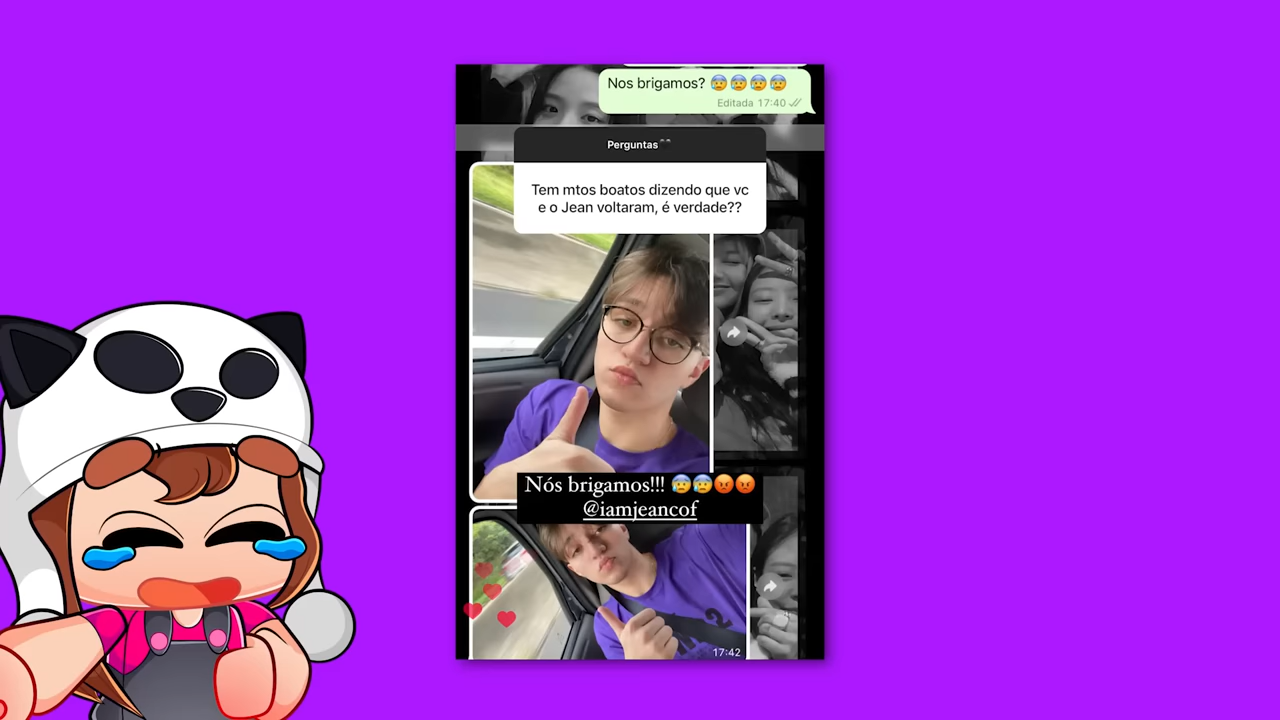 Nos brigamos? 😰😰😰😰
Editada 17:40
Perguntas🖤
Tem mtos boatos dizendo que vc
e o Jean voltaram, é verdade??
Nós brigamos!!! 😰😰😡😡
@iamjeancof
17:42